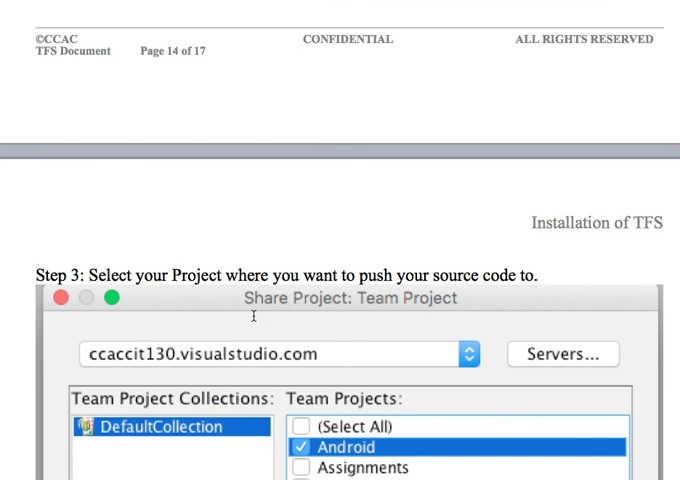 ©CCAC CONFIDENTIAL ALL RIGHTS RESERVED
TFS Document Page 14 of 17
Installation of TFS
Step 3: Select your Project where you want to push your source code to.
Share Project: Team Project
ccaccit130.visualstudio.com Servers...
Team Project Collections: Team Projects:
DefaultCollection (Select All)
Android
Assignments